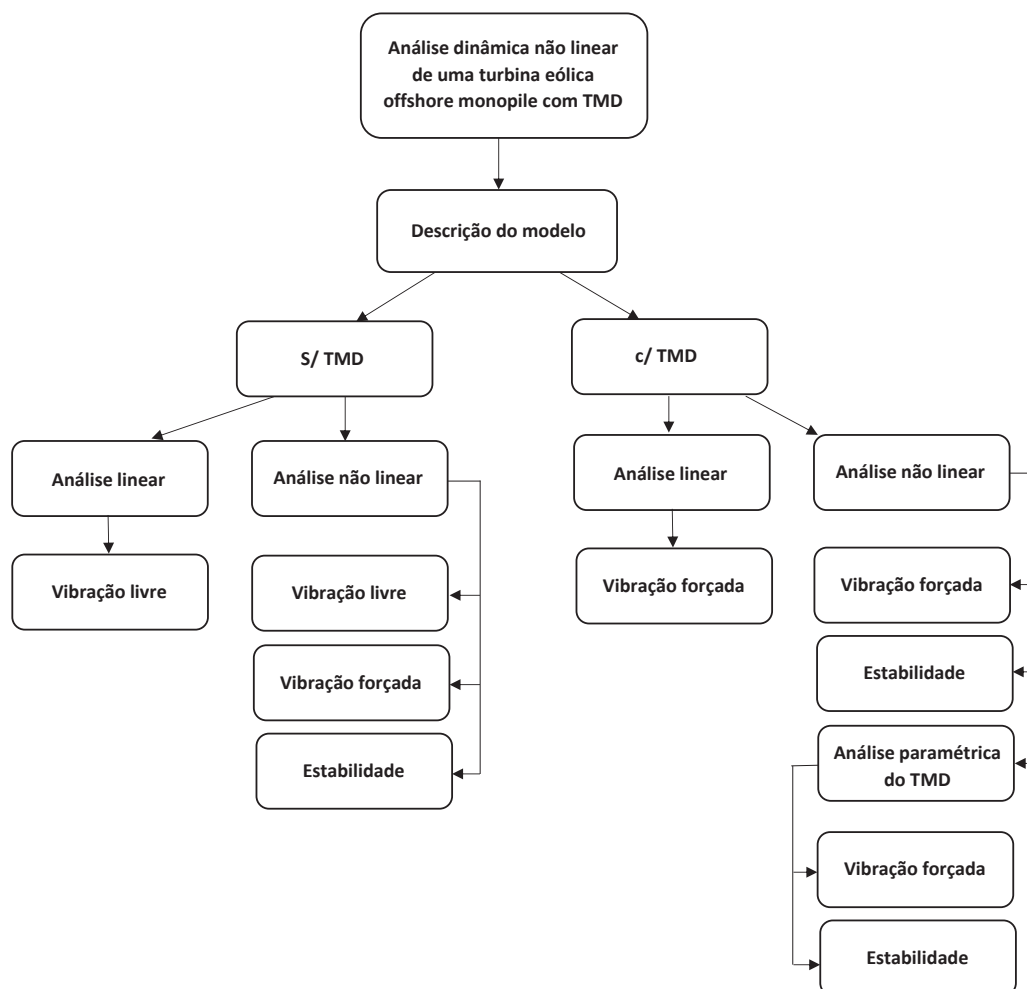 Análise dinâmica não linear
de uma turbina eólica
offshore monopile com TMD
Descrição do modelo
S/ TMD
c/ TMD
Análise linear
Análise não linear
Análise linear
Análise não linear
Vibração livre
Vibração livre
Vibração forçada
Vibração forçada
Vibração forçada
Estabilidade
Estabilidade
Análise paramétrica
do TMD
Vibração forçada
Estabilidade